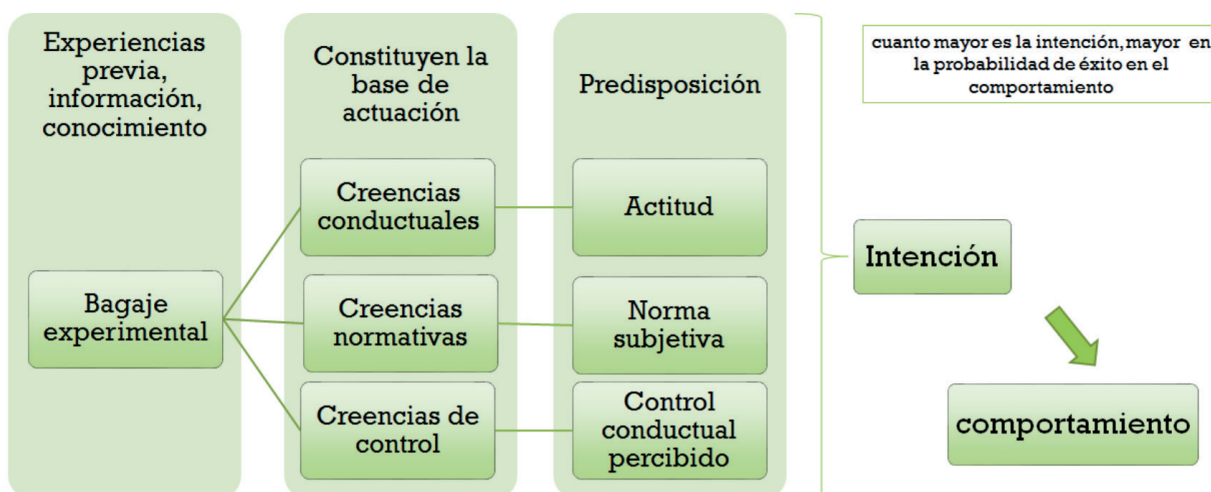 Experiencias
previa,
información,
conocimiento
Bagaje
experimental
Constituyen la
base de
actuación
Creencias
conductuales
Creencias
normativas
Creencias de
control
Predisposición
Actitud
Norma
subjetiva
Control
conductual
percibido
cuanto mayor es la intención, mayor en
la probabilidad de éxito en el
comportamiento
Intención
comportamiento